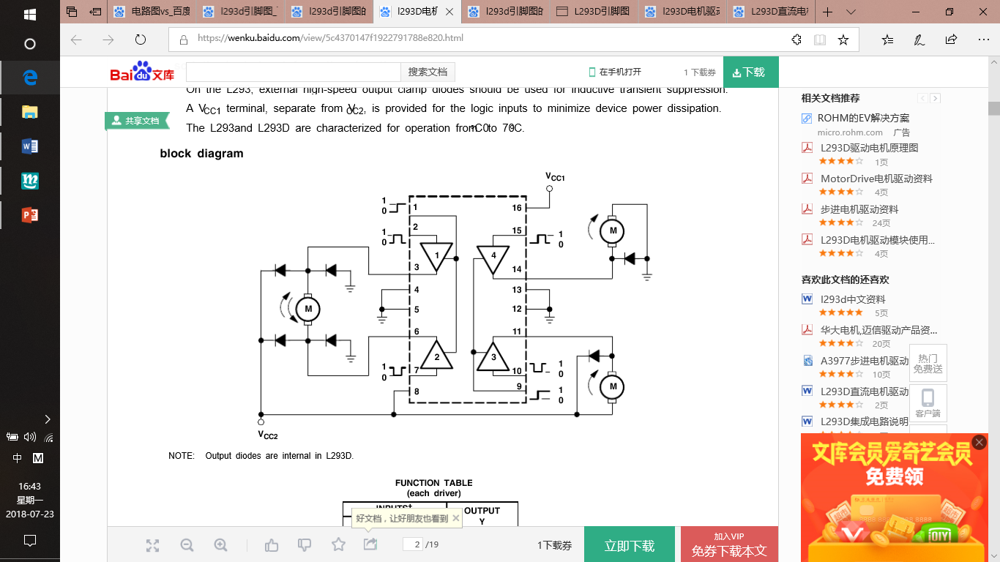 电路图vs_百度
l293d引脚图_
l293d引脚图的
l293D电机
l293d引脚图的
L293D引脚图
l293D电机驱动
L293D直流电机
https://wenku.baidu.com/view/5c4370147f1922791788e820.html
Bai du 文库
搜索文档
在手机打开
1 下载券
下载
On the L293, external high-speed output clamp diodes should be used for inductive transient suppression.
A VCC1 terminal, separate from VCC2, is provided for the logic inputs to minimize device power dissipation.
共享文档
The L293and L293D are characterized for operation from 0°C to 70°C.
block diagram
VCC1
1
0
1
16
1
0
2
15
1
0
M
1
4
3
14
4
13
5
12
M
6
11
2
3
1
0
7
10
1
0
M
8
9
1
0
VCC2
NOTE: Output diodes are internal in L293D.
FUNCTION TABLE
(each driver)
INPUTS†
OUTPUT
Y
好文档，让好朋友也看到
2 /19
1下载券
立即下载
加入VIP
免券下载本文
相关文档推荐
ROHM的EV解决方案
micro.rohm.com 广告
L293D驱动电机原理图
1页
MotorDrive电机驱动资料
4页
步进电机驱动资料
24页
L293D电机驱动模块使用...
4页
喜欢此文档的还喜欢
l293d中文资料
5页
华大电机,迈信驱动产品资...
20页
A3977步进电机驱动
10页
L293D直流电机驱动
2页
L293D集成电路说明
热门
免费送
客户端
文库会员爱奇艺会员
免费领
iQIYI
中
M
16:43
星期一
2018-07-23